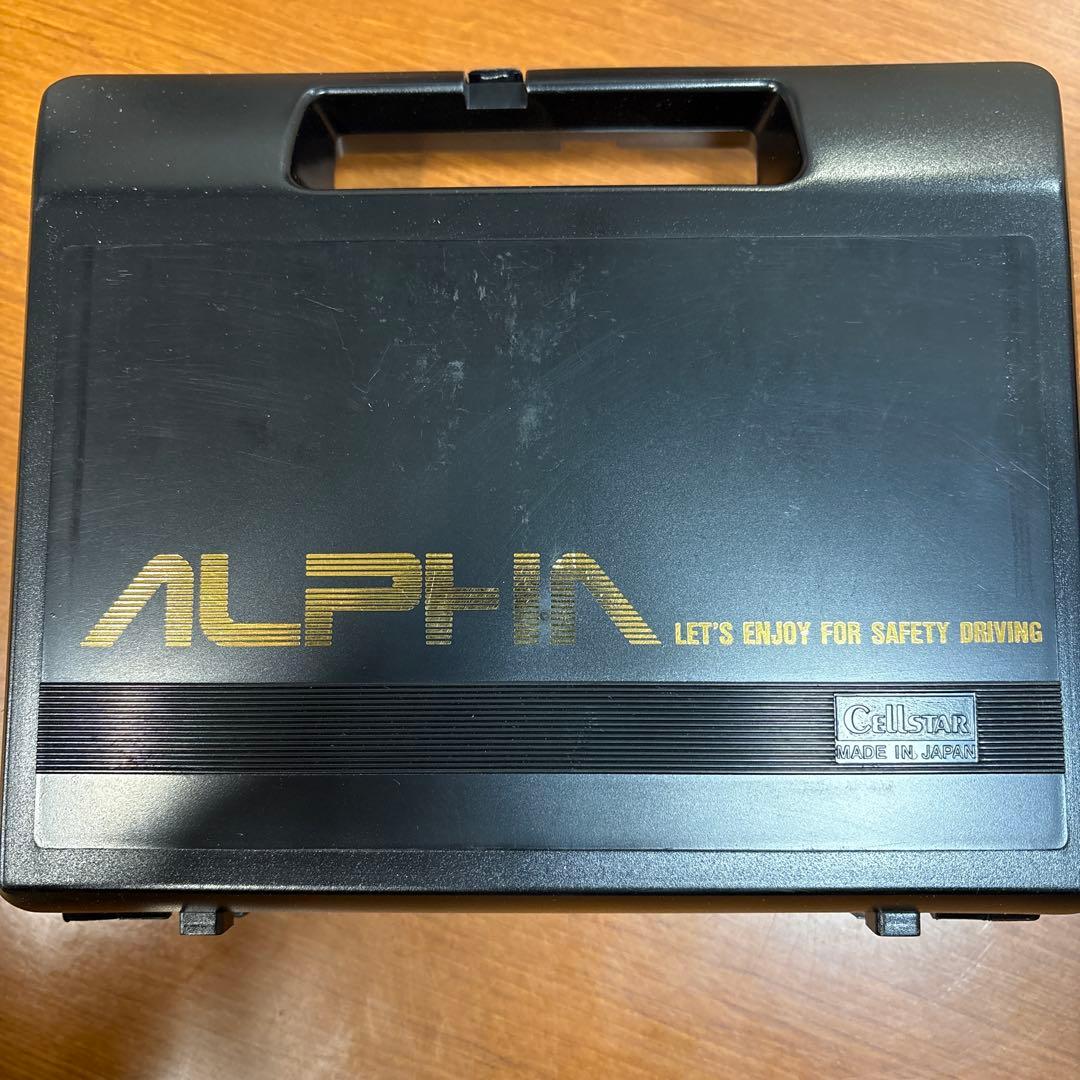 ALPHA
LET'S ENJOY FOR SAFETY DRIVING
CELLSTAR
MADE IN JAPAN